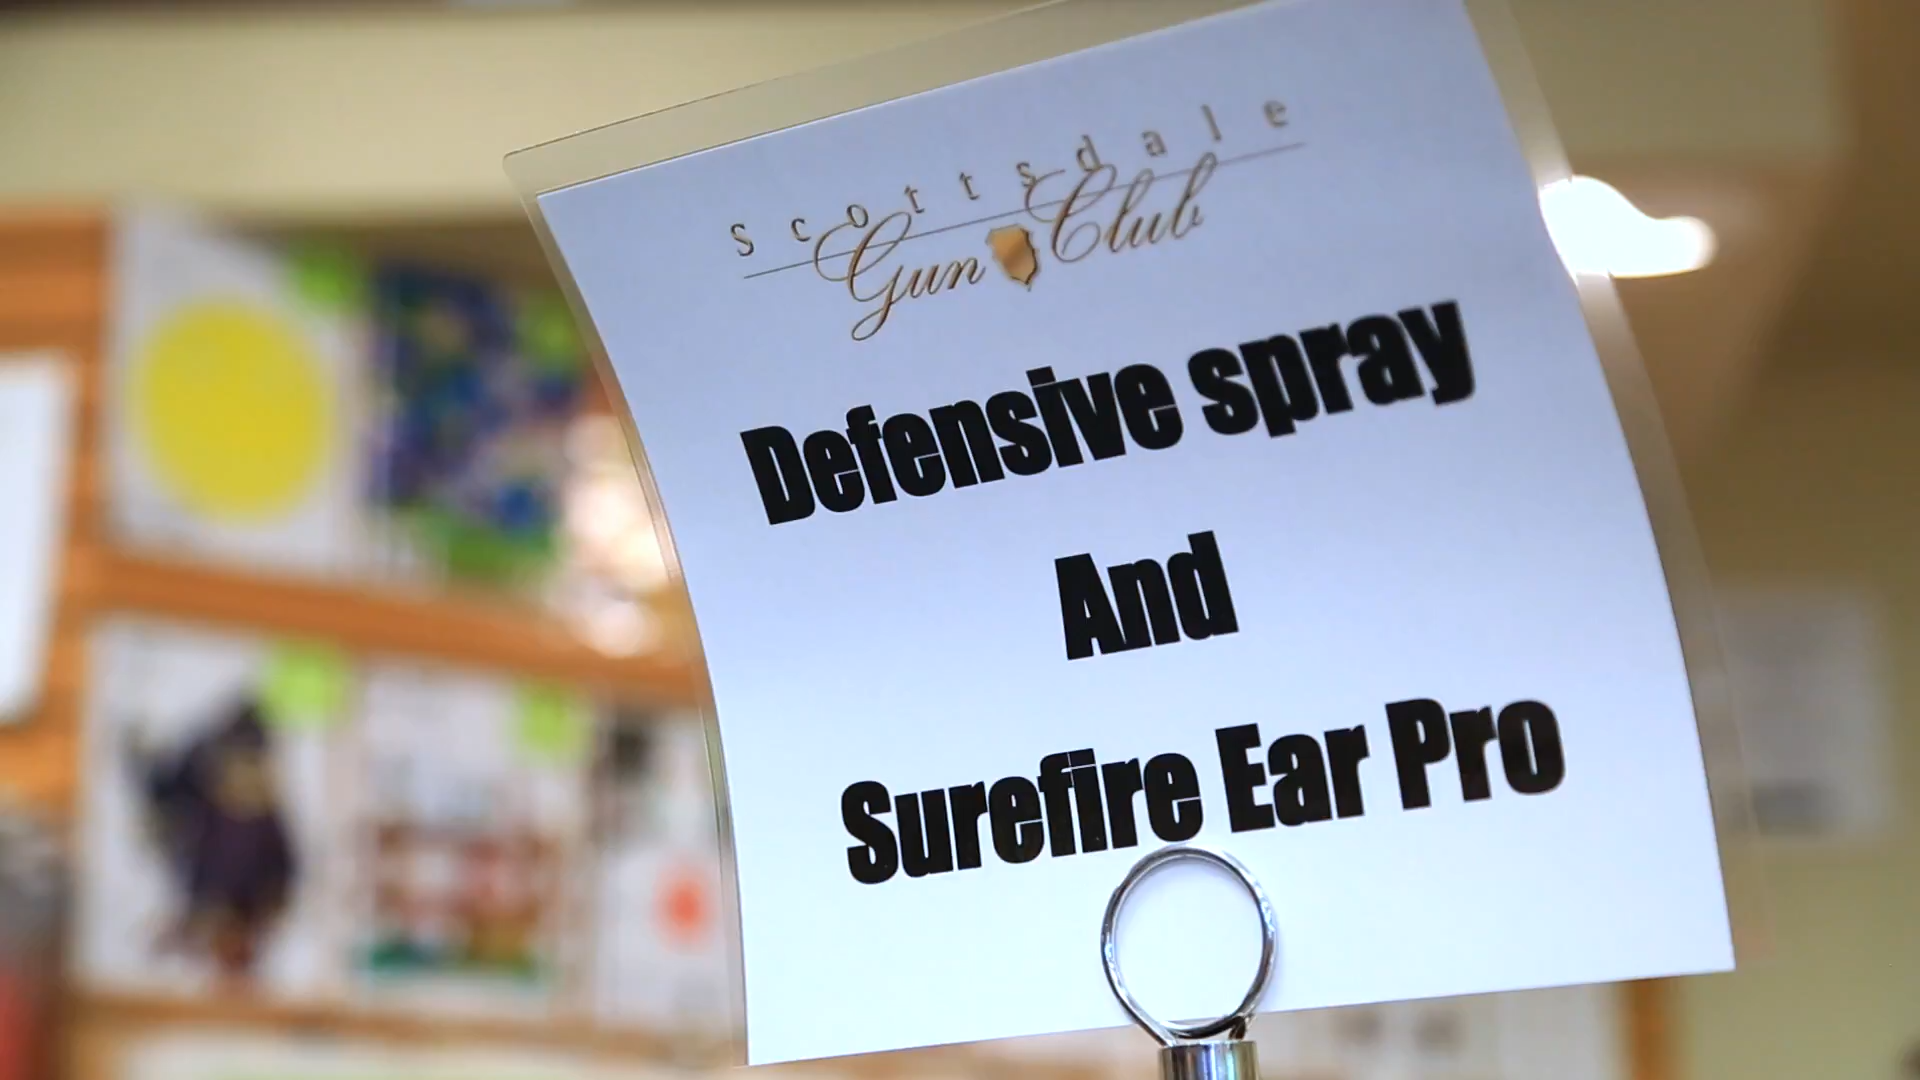 Scottsdale
Gun Club
Defensive spray
And
Surefire Ear Pro